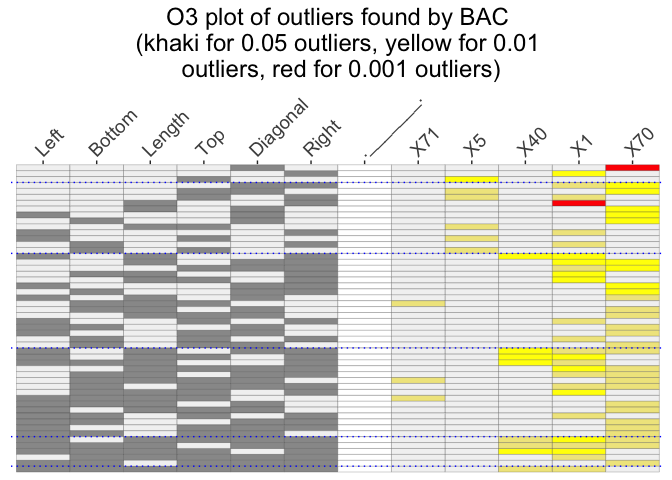 O3 plot of outliers found by BAC
(khaki for 0.05 outliers, yellow for 0.01
outliers, red for 0.001 outliers)
Left
Bottom
Length
Top
Diagonal
Right
X71
X5
X40
X1
X70